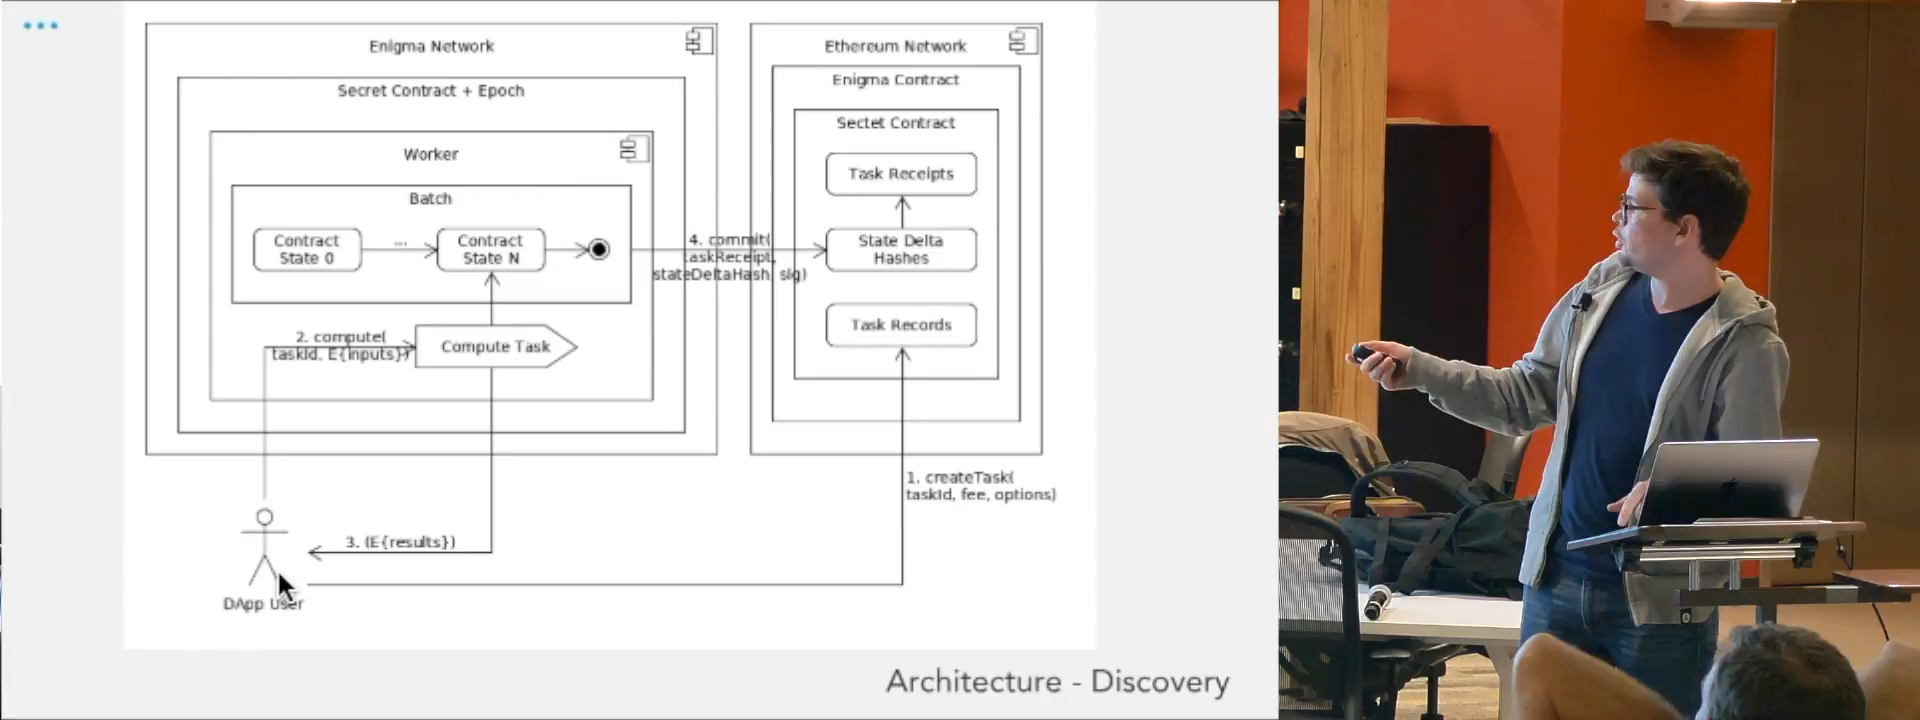 Enigma Network
Secret Contract + Epoch
Worker
Batch
Contract
State 0
...
Contract
State N
2. compute(
taskId, E{inputs})
Compute Task
3. (E{results})
DApp User
4. commit(
taskReceipt,
stateDeltaHash, sig)
Ethereum Network
Enigma Contract
Sectet Contract
Task Receipts
State Delta
Hashes
Task Records
1. createTask(
taskId, fee, options)
Architecture - Discovery